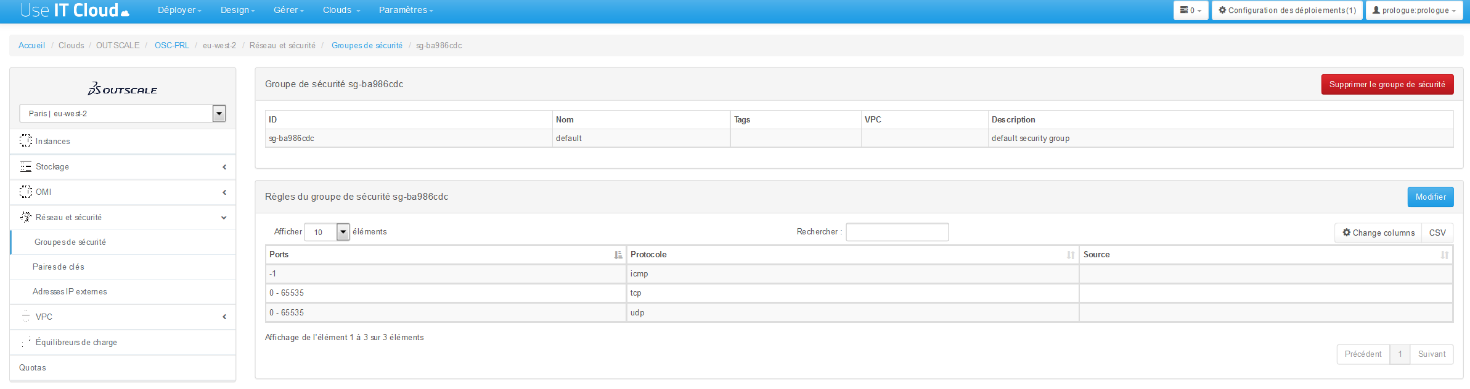 Use IT Cloud Déployer Design Gérer Clouds Paramètres 0 Configuration des déploiements(1) prologue:prologue
Accueil / Clouds / OUTSCALE / OSC-PRL / eu-west-2 / Réseau et sécurité / Groupes de sécurité / sg-ba986cdc
OUTSCALE
Paris | eu-west-2
Instances
Stockage
OMI
Réseau et sécurité
Groupes de sécurité
Paires de clés
Adresses IP externes
VPC
Équilibreurs de charge
Quotas
Groupe de sécurité sg-ba986cdc Supprimer le groupe de sécurité
ID Nom Tags VPC Description
sg-ba986cdc default default security group
Règles du groupe de sécurité sg-ba986cdc Modifier
Afficher 10 éléments Rechercher : Change columns CSV
Ports Protocole Source
-1 icmp
0 - 65535 tcp
0 - 65535 udp
Affichage de l'élément 1 à 3 sur 3 éléments
Précédent 1 Suivant